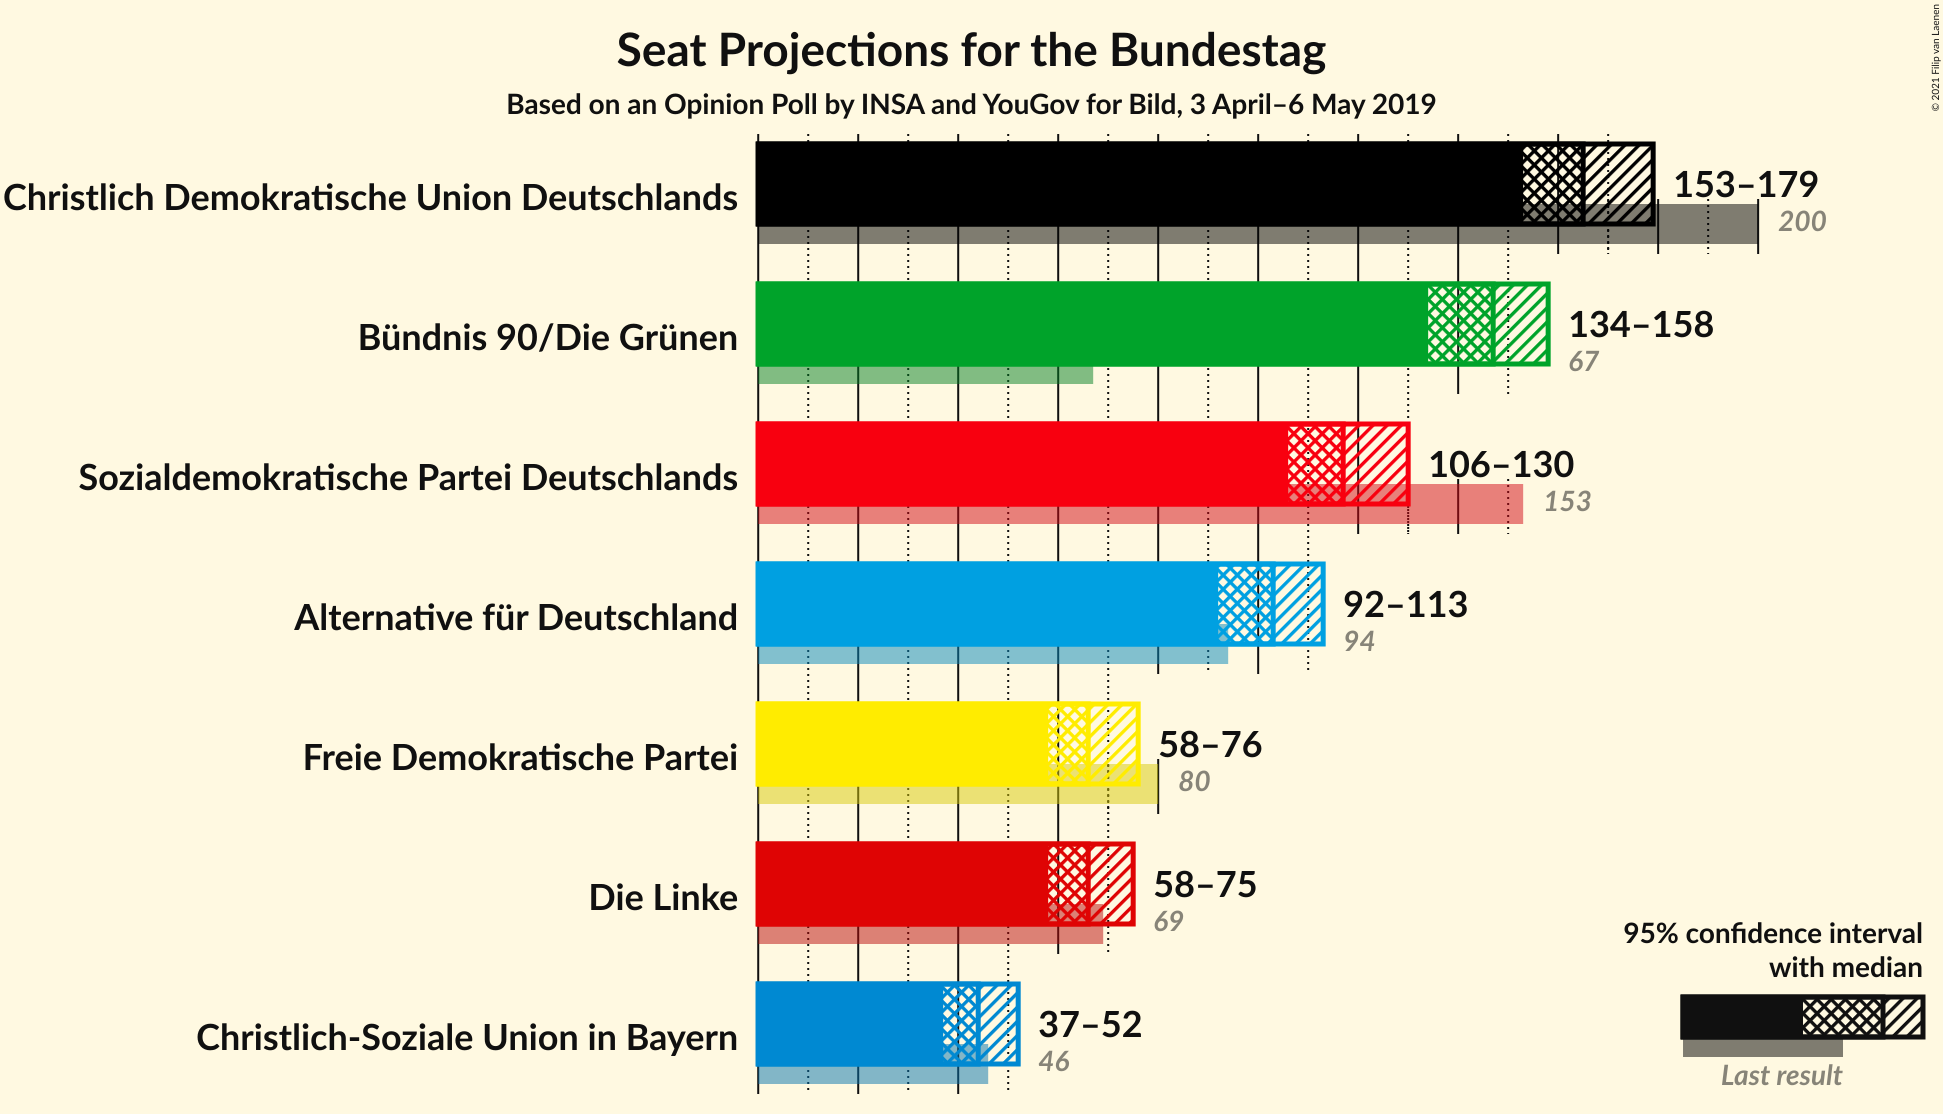 Seat Projections for the Bundestag
Based on an Opinion Poll by INSA and YouGov for Bild, 3 April–6 May 2019
© 2021 Filip van Laenen
Christlich Demokratische Union Deutschlands
153–179
200
Bündnis 90/Die Grünen
134–158
67
Sozialdemokratische Partei Deutschlands
106–130
153
Alternative für Deutschland
92–113
94
Freie Demokratische Partei
58–76
80
Die Linke
58–75
69
Christlich-Soziale Union in Bayern
37–52
46
95% confidence interval
with median
Last result